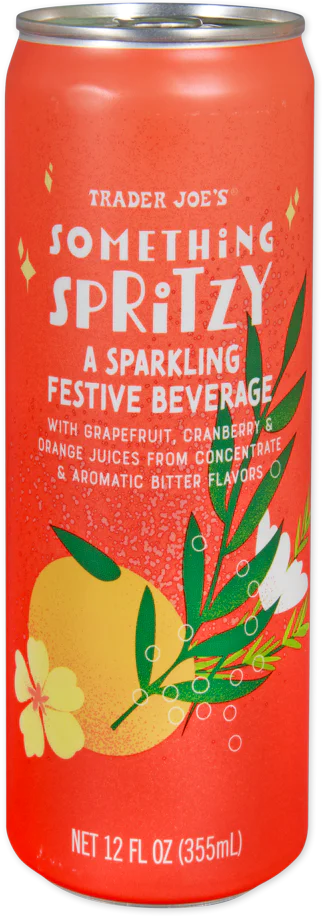 TRADER JOE'S
SOMETHiNG
SPRiTZY
A SPARKLING
FESTIVE BEVERAGE
WITH GRAPEFRUIT, CRANBERRY &
ORANGE JUICES FROM CONCENTRATE
& AROMATIC BITTER FLAVORS
NET 12 FL OZ (355mL)